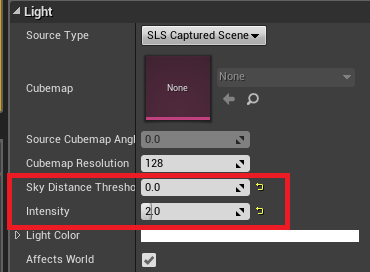 Light
Source Type SLS Captured Scene
None
Cubemap None
Source Cubemap Angl 0.0
Cubemap Resolution 128
Sky Distance Thresho 0.0
Intensity 2.0
Light Color
Affects World